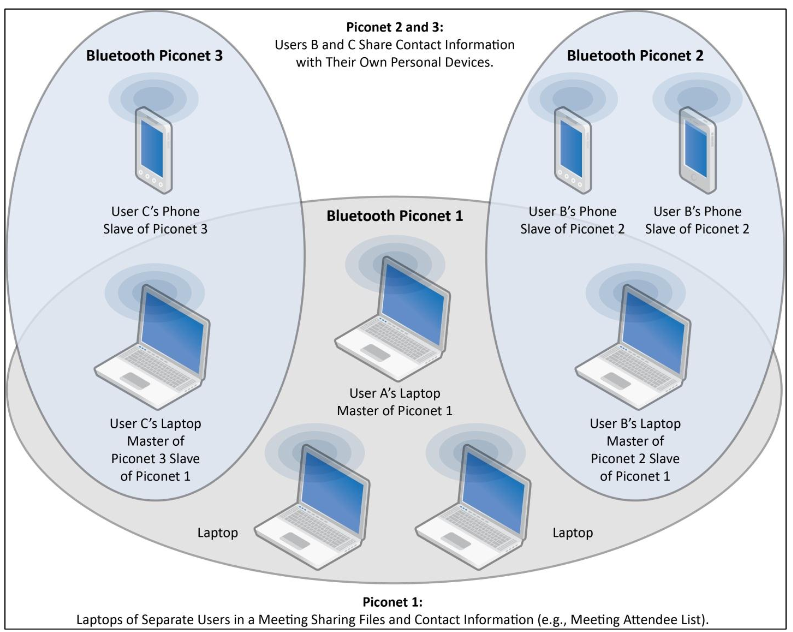 Piconet 2 and 3:
Users B and C Share Contact Information
with Their Own Personal Devices.
Bluetooth Piconet 3
Bluetooth Piconet 2
User C's Phone
Slave of Piconet 3
User B's Phone
Slave of Piconet 2
User B's Phone
Slave of Piconet 2
Bluetooth Piconet 1
User A's Laptop
Master of Piconet 1
User C's Laptop
Master of
Piconet 3 Slave
of Piconet 1
User B's Laptop
Master of
Piconet 2 Slave
of Piconet 1
Laptop
Laptop
Piconet 1:
Laptops of Separate Users in a Meeting Sharing Files and Contact Information (e.g., Meeting Attendee List).